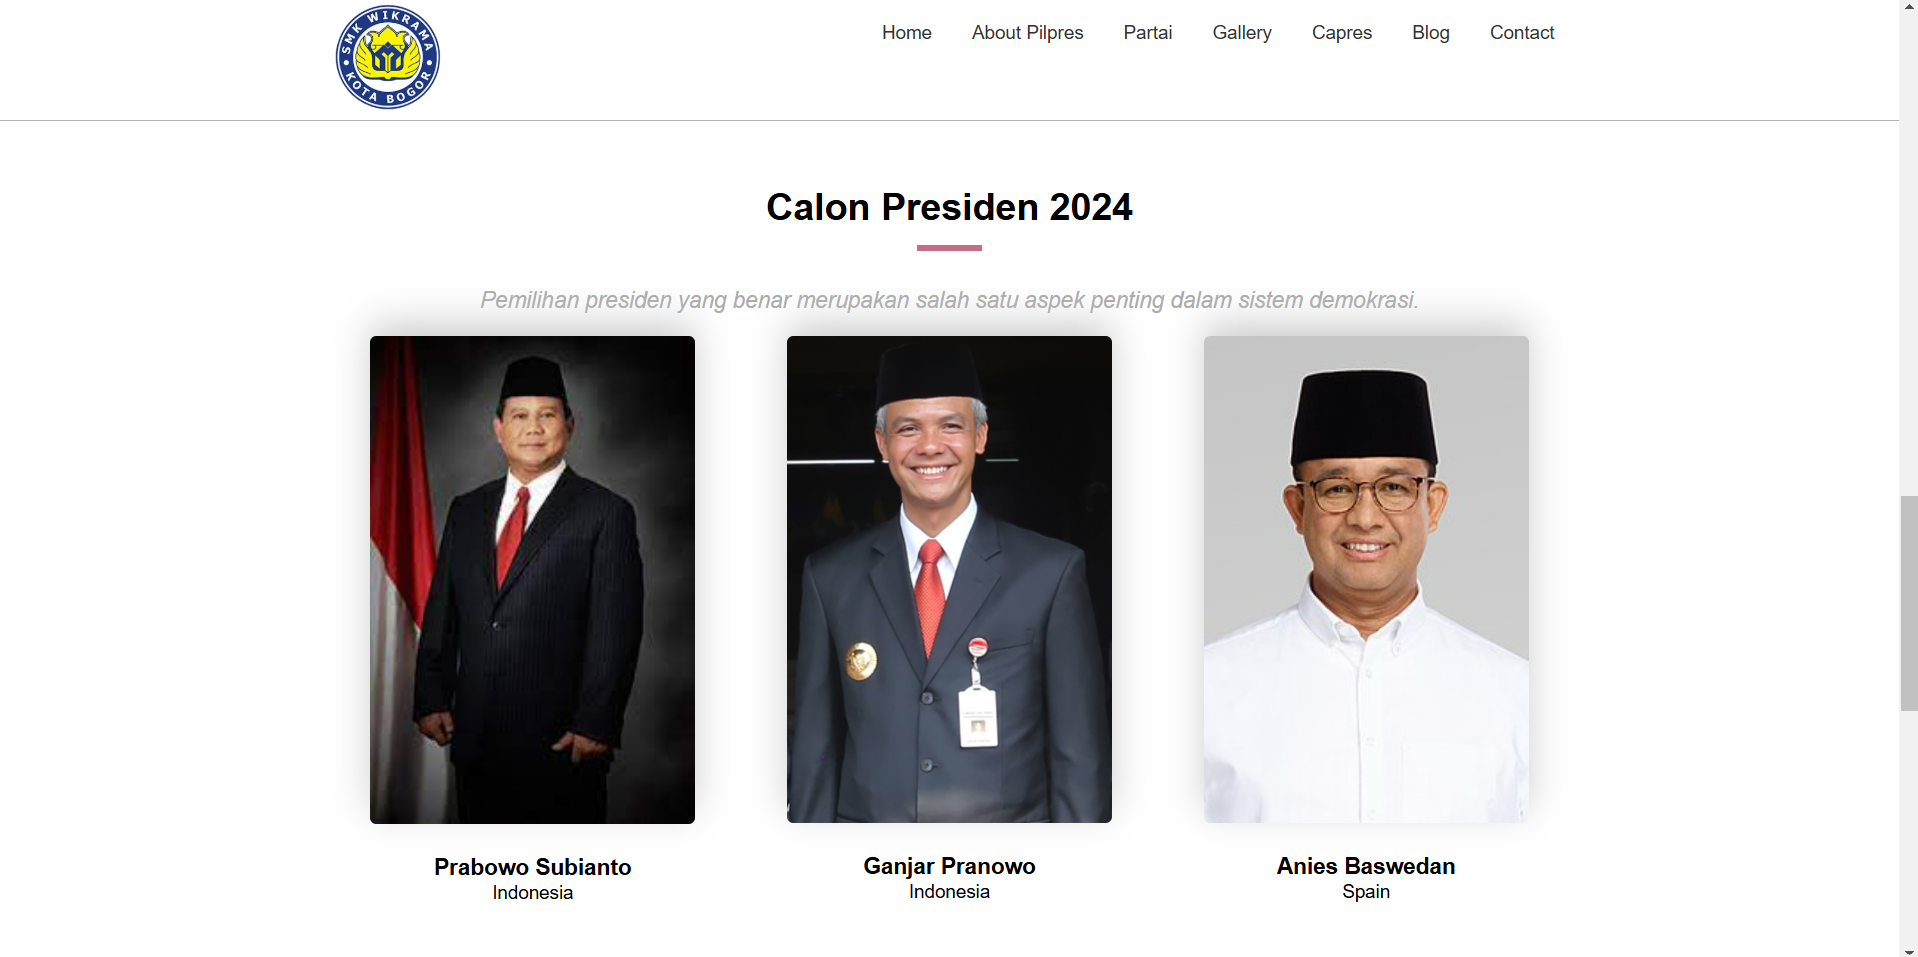 SMK WIKRAMA
KOTA BOGOR
Home About Pilpres Partai Gallery Capres Blog Contact
Calon Presiden 2024
Pemilihan presiden yang benar merupakan salah satu aspek penting dalam sistem demokrasi.
Prabowo Subianto
Indonesia
Ganjar Pranowo
Indonesia
Anies Baswedan
Spain